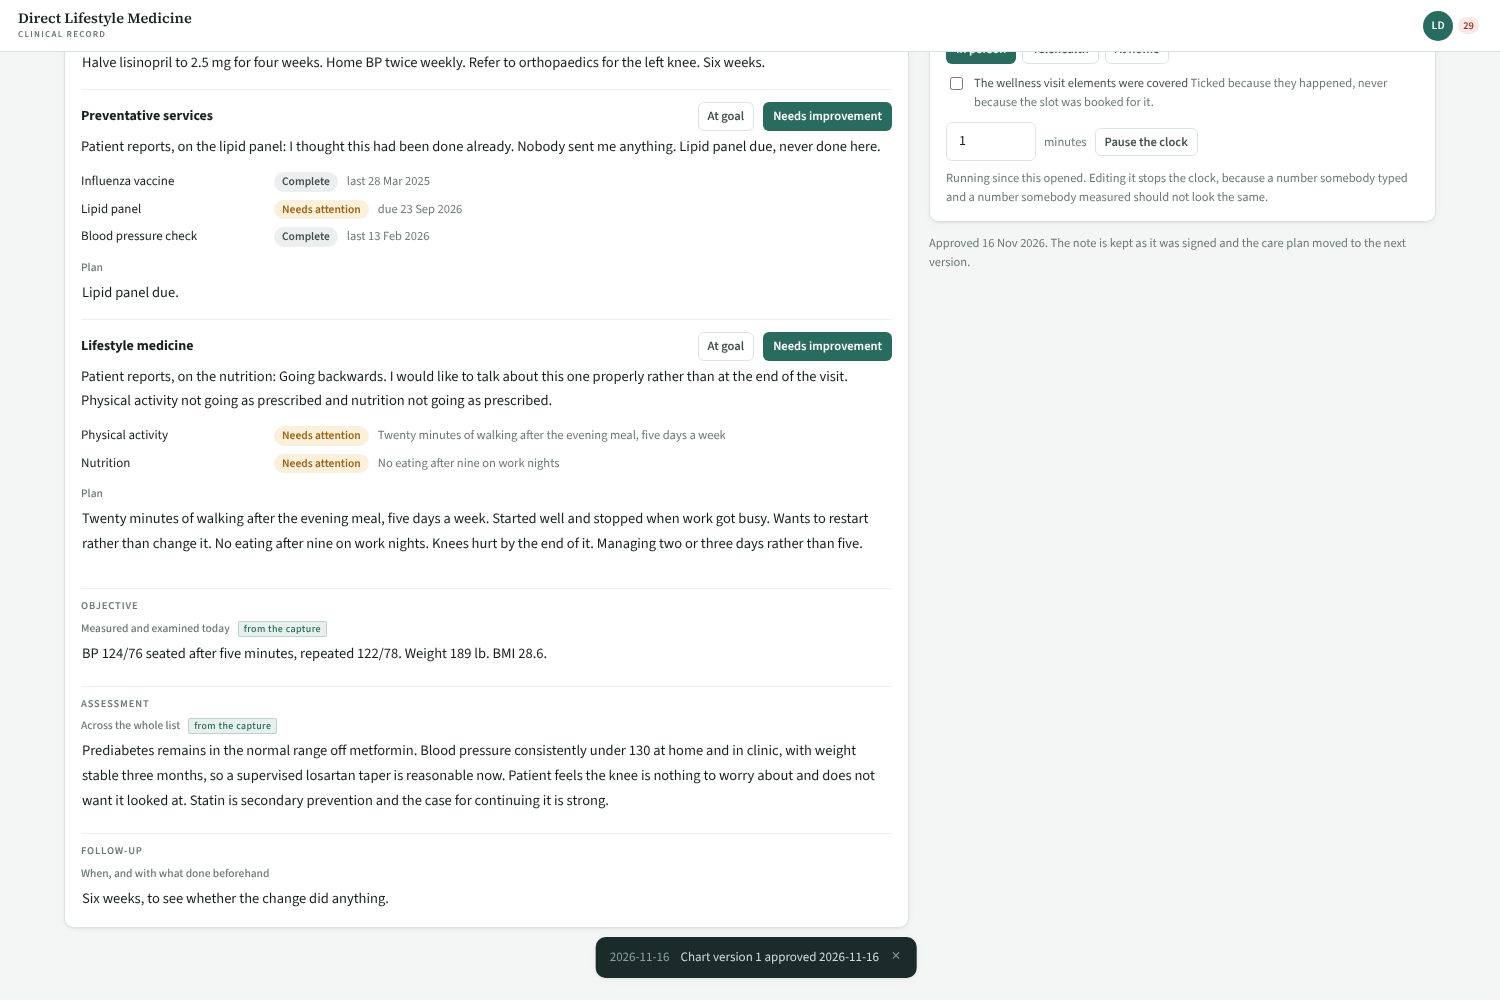 Direct Lifestyle Medicine
CLINICAL RECORD
LD
29
Halve lisinopril to 2.5 mg for four weeks. Home BP twice weekly. Refer to orthopaedics for the left knee. Six weeks.
Preventative services
At goal
Needs improvement
Patient reports, on the lipid panel: I thought this had been done already. Nobody sent me anything. Lipid panel due, never done here.
Influenza vaccine
Complete
last 28 Mar 2025
Lipid panel
Needs attention
due 23 Sep 2026
Blood pressure check
Complete
last 13 Feb 2026
Plan
Lipid panel due.
Lifestyle medicine
At goal
Needs improvement
Patient reports, on the nutrition: Going backwards. I would like to talk about this one properly rather than at the end of the visit.
Physical activity not going as prescribed and nutrition not going as prescribed.
Physical activity
Needs attention
Twenty minutes of walking after the evening meal, five days a week
Nutrition
Needs attention
No eating after nine on work nights
Plan
Twenty minutes of walking after the evening meal, five days a week. Started well and stopped when work got busy. Wants to restart
rather than change it. No eating after nine on work nights. Knees hurt by the end of it. Managing two or three days rather than five.
OBJECTIVE
Measured and examined today
from the capture
BP 124/76 seated after five minutes, repeated 122/78. Weight 189 lb. BMI 28.6.
ASSESSMENT
Across the whole list
from the capture
Prediabetes remains in the normal range off metformin. Blood pressure consistently under 130 at home and in clinic, with weight
stable three months, so a supervised losartan taper is reasonable now. Patient feels the knee is nothing to worry about and does not
want it looked at. Statin is secondary prevention and the case for continuing it is strong.
FOLLOW-UP
When, and with what done beforehand
Six weeks, to see whether the change did anything.
The wellness visit elements were covered Ticked because they happened, never
because the slot was booked for it.
1
minutes
Pause the clock
Running since this opened. Editing it stops the clock, because a number somebody typed
and a number somebody measured should not look the same.
Approved 16 Nov 2026. The note is kept as it was signed and the care plan moved to the next
version.
2026-11-16
Chart version 1 approved 2026-11-16
×